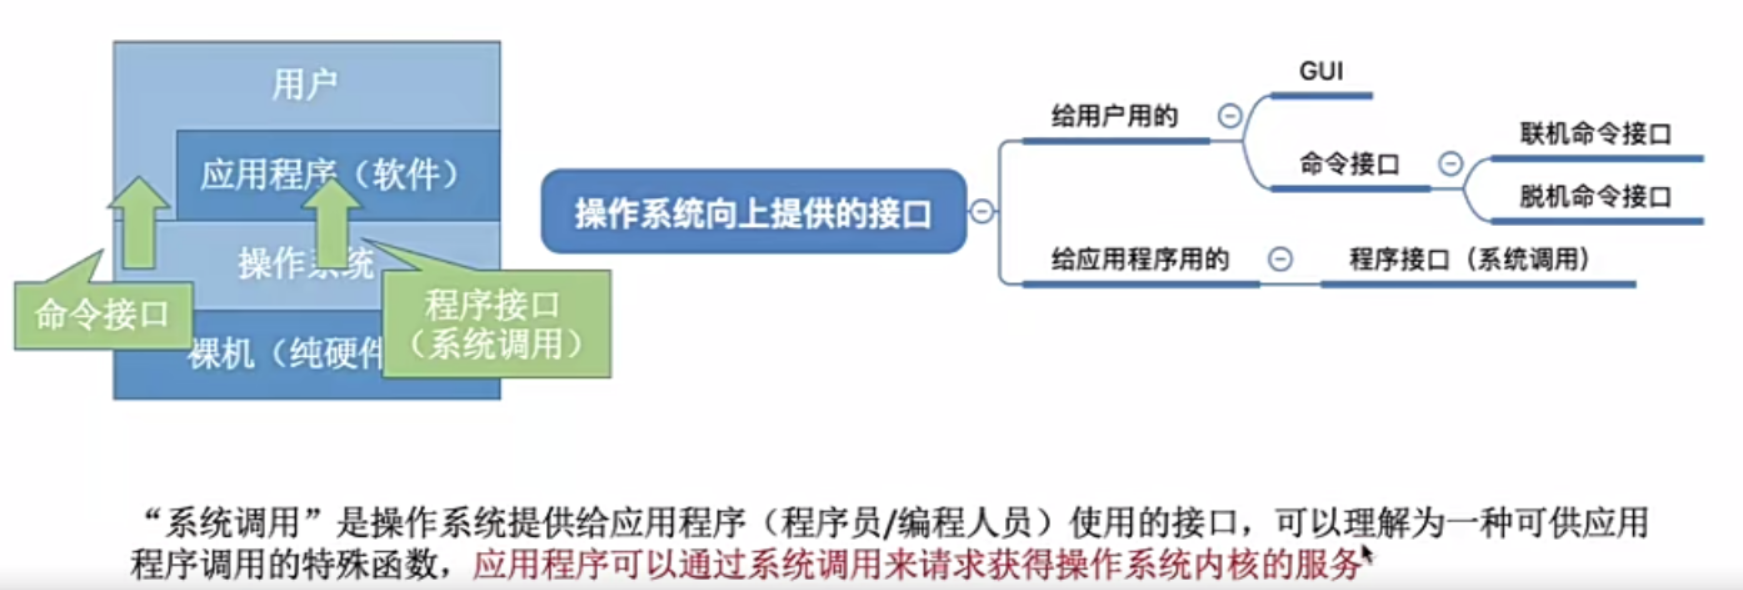 用户
应用程序（软件）
操作系统
命令接口
程序接口
（系统调用）
裸机（纯硬件
操作系统向上提供的接口
给用户用的
GUI
命令接口
联机命令接口
脱机命令接口
给应用程序用的
程序接口（系统调用）
“系统调用”是操作系统提供给应用程序（程序员/编程人员）使用的接口，可以理解为一种可供应用
程序调用的特殊函数，应用程序可以通过系统调用来请求获得操作系统内核的服务